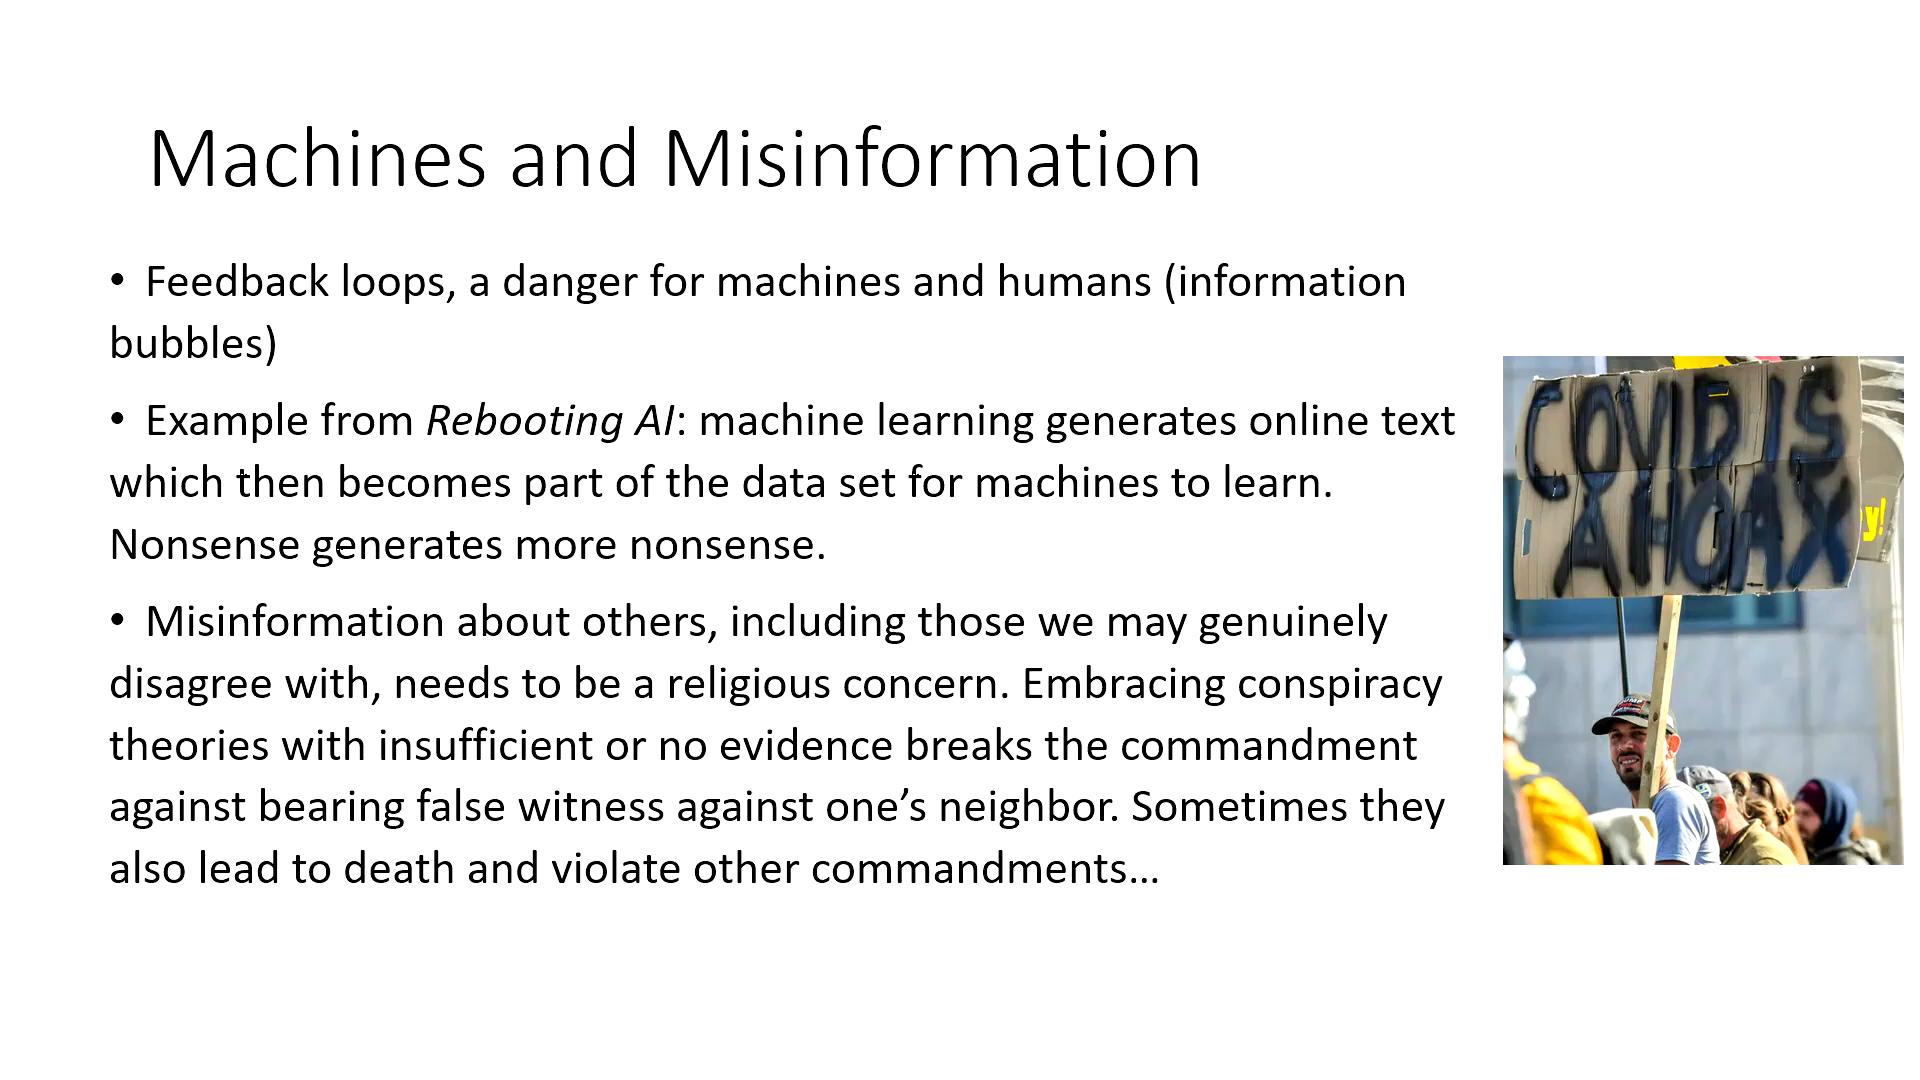 Machines and Misinformation
• Feedback loops, a danger for machines and humans (information
bubbles)
• Example from Rebooting AI: machine learning generates online text
which then becomes part of the data set for machines to learn.
Nonsense generates more nonsense.
• Misinformation about others, including those we may genuinely
disagree with, needs to be a religious concern. Embracing conspiracy
theories with insufficient or no evidence breaks the commandment
against bearing false witness against one’s neighbor. Sometimes they
also lead to death and violate other commandments…
COVID IS
A HOAX
y!